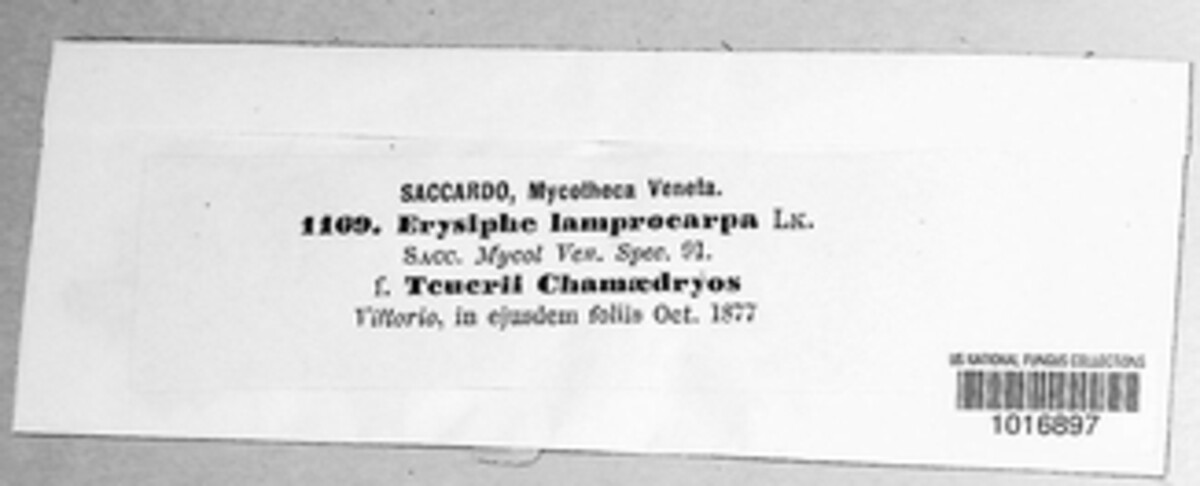 SACCARDO, Mycotheca Veneta.
1169. Erysiphe lamprocarpa LK.
SACC. Mycol Ven. Spec. 91.
f. Teucrii Chamædryos
Vittorio, in ejusdem foliis Oct. 1877
US NATIONAL FUNGUS COLLECTIONS
1016897